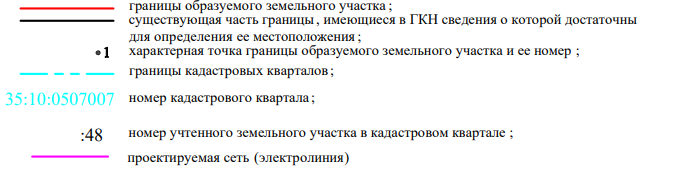 границы образуемого земельного участка;
существующая часть границы, имеющиеся в ГКН сведения о которой достаточны
для определения ее местоположения;
•1 характерная точка границы образуемого земельного участка и ее номер ;
границы кадастровых кварталов;
35:10:0507007 номер кадастрового квартала;
:48 номер учтенного земельного участка в кадастровом квартале ;
проектируемая сеть (электролиния)